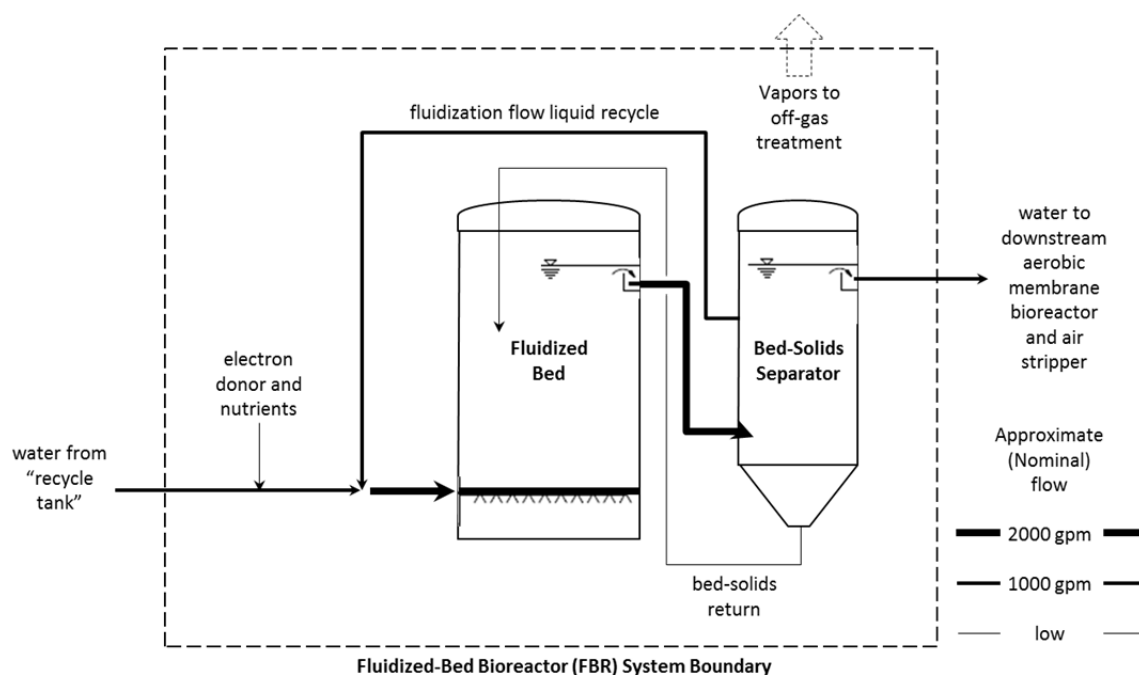 Vapors to
off-gas
treatment
fluidization flow liquid recycle
water to
downstream
aerobic
membrane
bioreactor
and air
stripper
Fluidized
Bed
Bed-Solids
Separator
electron
donor and
nutrients
water from
“recycle
tank”
Approximate
(Nominal)
flow
2000 gpm
1000 gpm
low
bed-solids
return
Fluidized-Bed Bioreactor (FBR) System Boundary